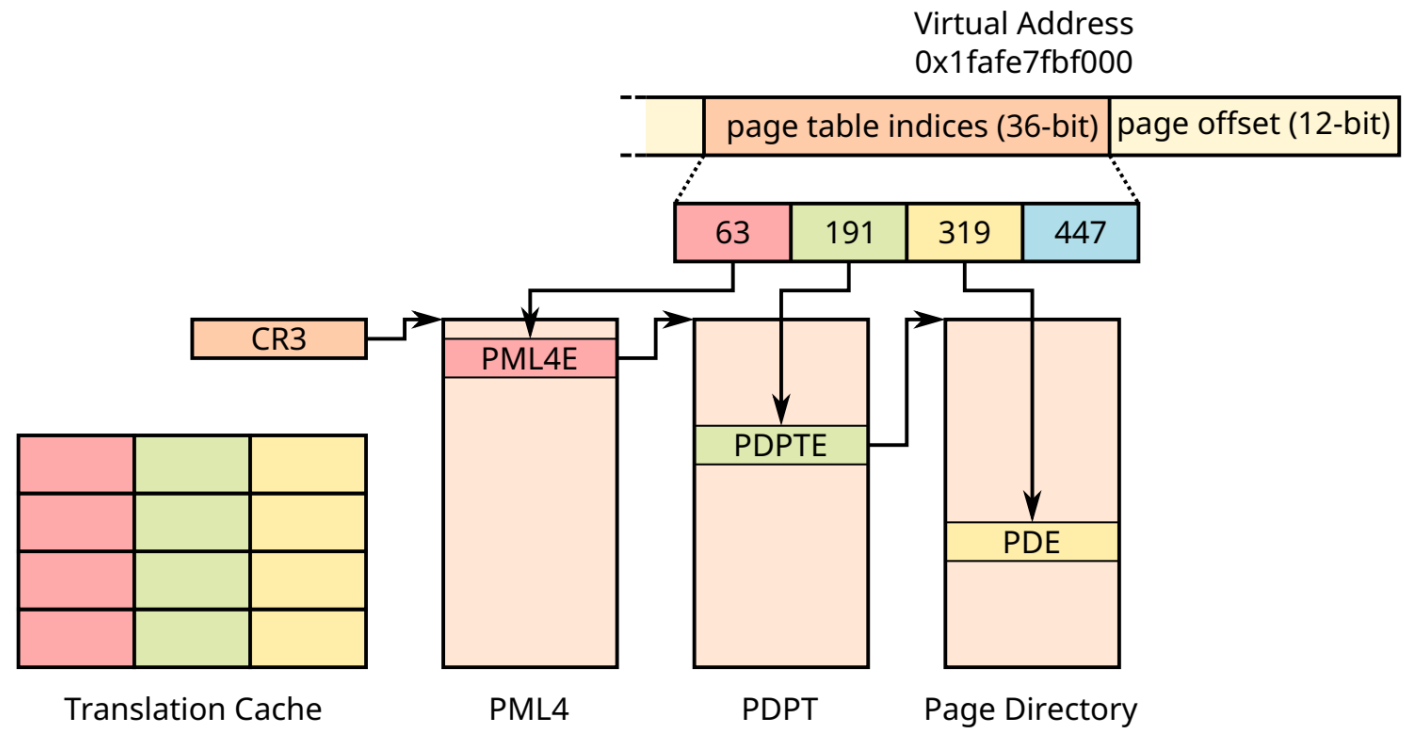 Virtual Address
0x1fafe7fbf000
page table indices (36-bit)
page offset (12-bit)
63
191
319
447
CR3
PML4E
PDPTE
PDE
Translation Cache
PML4
PDPT
Page Directory